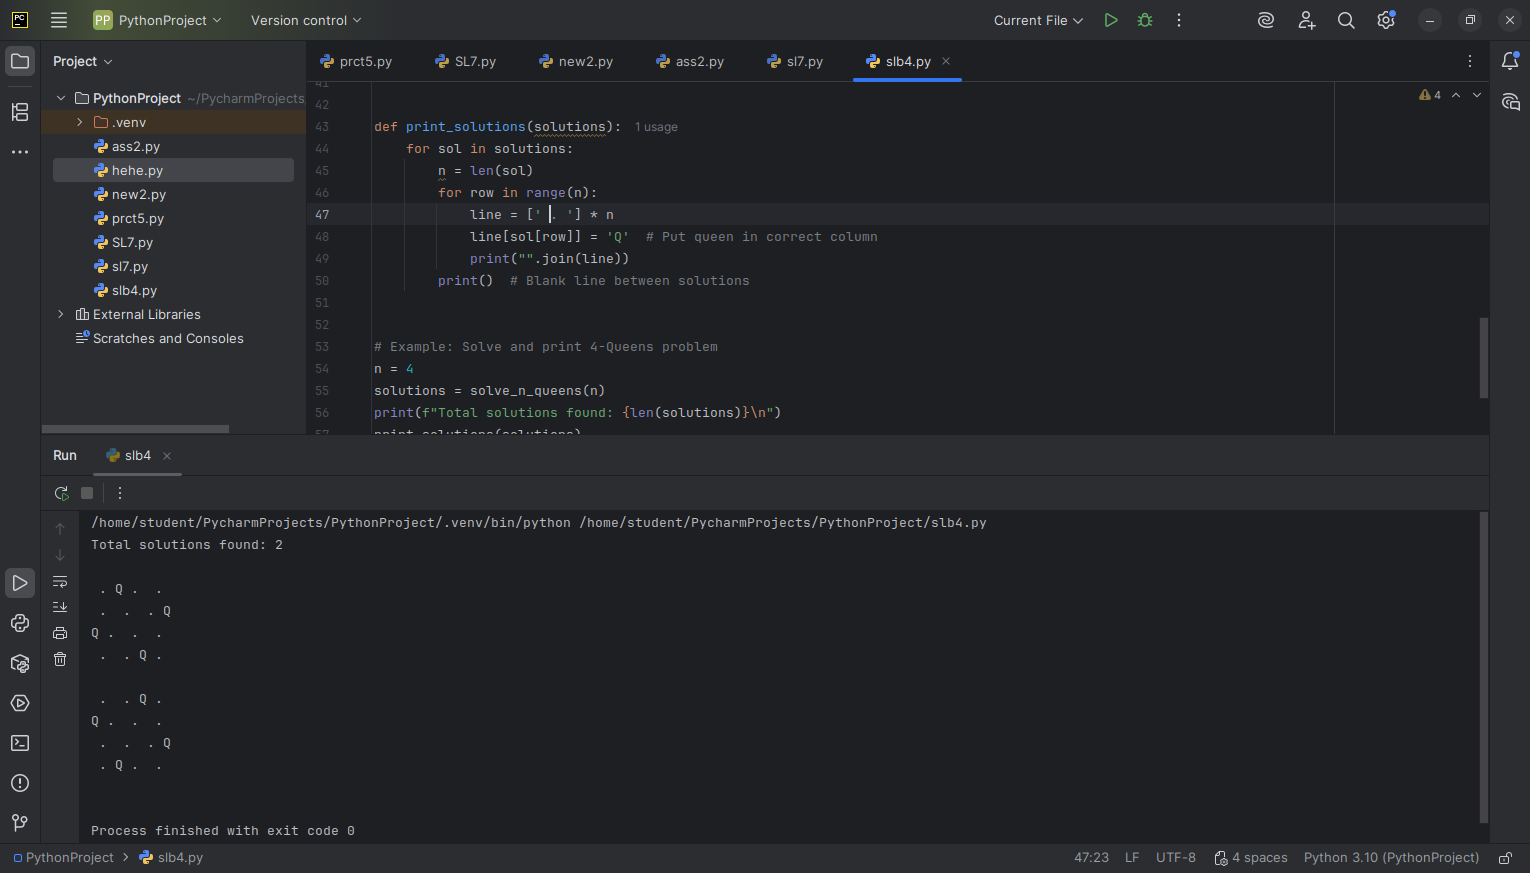 PC
PP PythonProject
Version control
Current File
Project
prct5.py
SL7.py
new2.py
ass2.py
sl7.py
slb4.py
PythonProject ~/PycharmProjects
.venv
ass2.py
hehe.py
new2.py
prct5.py
SL7.py
sl7.py
slb4.py
External Libraries
Scratches and Consoles
4
41
42
43 def print_solutions(solutions): 1 usage
44     for sol in solutions:
45         n = len(sol)
46         for row in range(n):
47             line = [' . '] * n
48             line[sol[row]] = 'Q'  # Put queen in correct column
49             print("".join(line))
50         print()  # Blank line between solutions
51
52
53 # Example: Solve and print 4-Queens problem
54 n = 4
55 solutions = solve_n_queens(n)
56 print(f"Total solutions found: {len(solutions)}\n")
57 print_solutions(solutions)
Run
slb4
/home/student/PycharmProjects/PythonProject/.venv/bin/python /home/student/PycharmProjects/PythonProject/slb4.py
Total solutions found: 2
 . Q .  .
 .  .  . Q
Q .  .  .
 .  . Q .
 .  . Q .
Q .  .  .
 .  .  . Q
 . Q .  .
Process finished with exit code 0
PythonProject > slb4.py
47:23 LF UTF-8 4 spaces Python 3.10 (PythonProject)